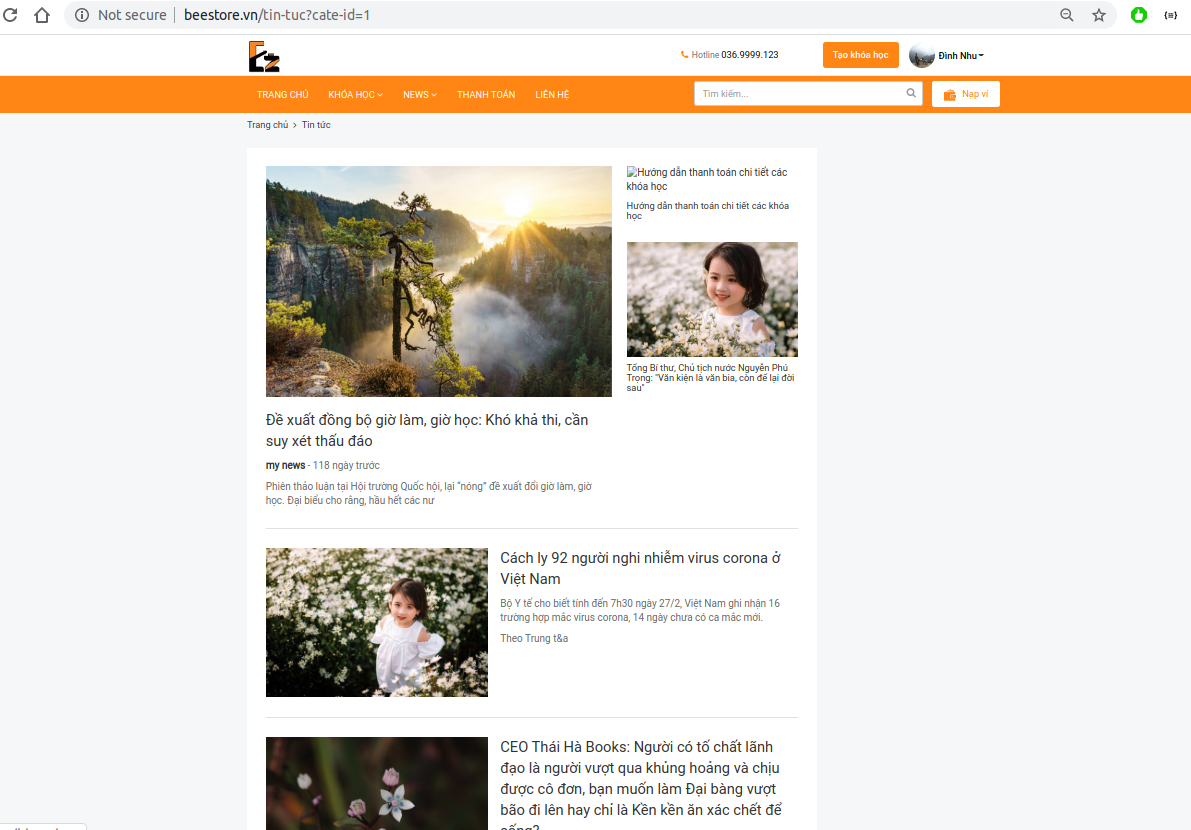 Not secure | beestore.vn/tin-tuc?cate-id=1
Ez
Hotline 036.9999.123
Tạo khóa học
Đình Nhu
TRANG CHỦ KHÓA HỌC NEWS THANH TOÁN LIÊN HỆ
Tìm kiếm...
Nạp ví
Trang chủ > Tin tức
Hướng dẫn thanh toán chi tiết các
khóa học
Hướng dẫn thanh toán chi tiết các khóa
học
Tổng Bí thư, Chủ tịch nước Nguyễn Phú
Trọng: "Văn kiện là văn bia, còn để lại đời
sau"
Đề xuất đồng bộ giờ làm, giờ học: Khó khả thi, cần
suy xét thấu đáo
my news - 118 ngày trước
Phiên thảo luận tại Hội trường Quốc hội, lại "nóng" đề xuất đổi giờ làm, giờ
học. Đại biểu cho rằng, hầu hết các nư
Cách ly 92 người nghi nhiễm virus corona ở
Việt Nam
Bộ Y tế cho biết tính đến 7h30 ngày 27/2, Việt Nam ghi nhận 16
trường hợp mắc virus corona, 14 ngày chưa có ca mắc mới.
Theo Trung t&a
CEO Thái Hà Books: Người có tố chất lãnh
đạo là người vượt qua khủng hoảng và chịu
được cô đơn, bạn muốn làm Đại bàng vượt
bão đi lên hay chỉ là Kền kền ăn xác chết để
sống?